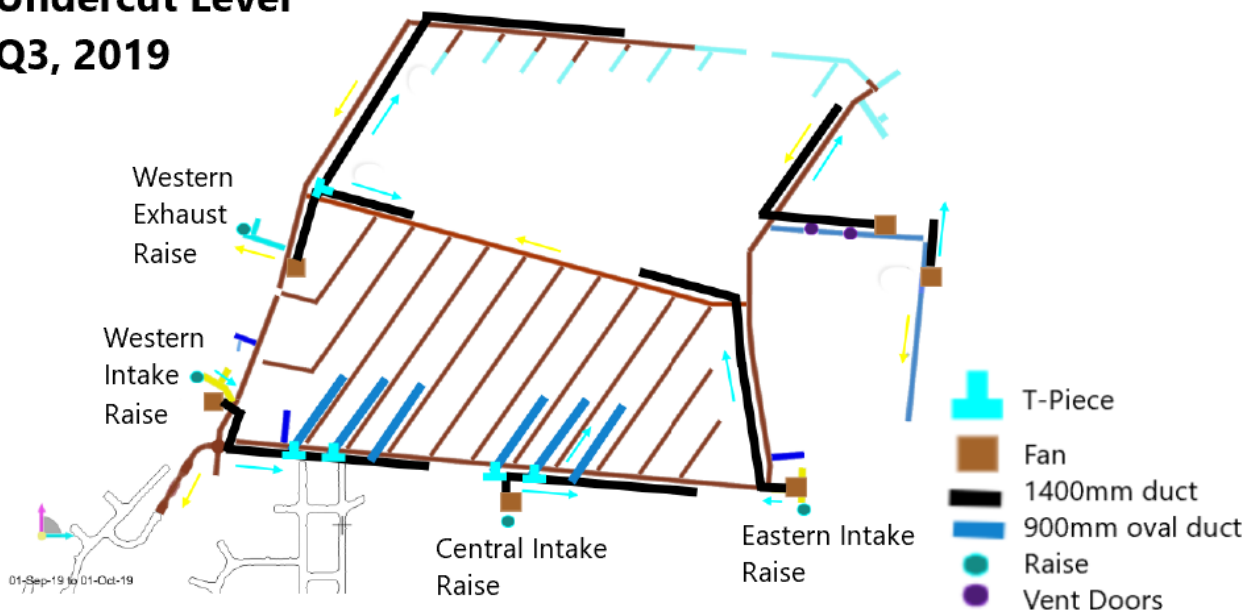 Undercut Level
Q3, 2019
Western
Exhaust
Raise
Western
Intake
Raise
Central Intake
Raise
Eastern Intake
Raise
T-Piece
Fan
1400mm duct
900mm oval duct
Raise
Vent Doors
01-Sep-19 to 01-Oct-19